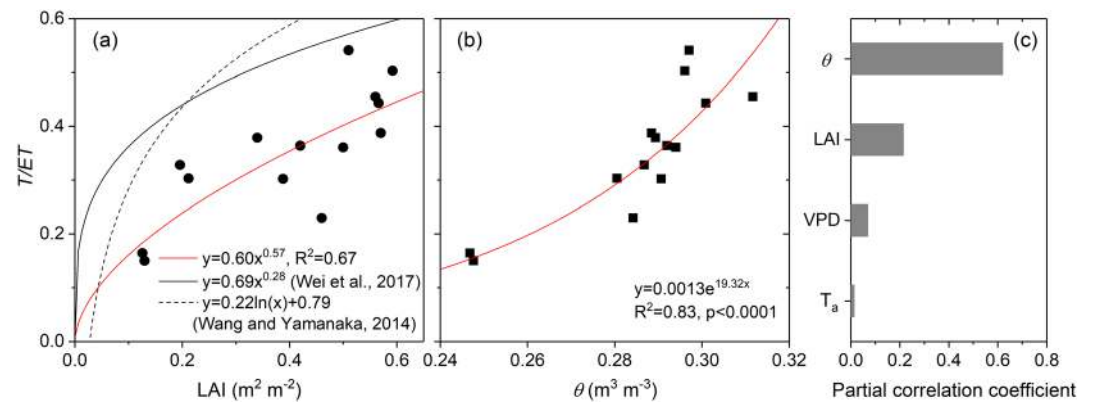 (a)
0.6
0.4
0.2
0.0
T/ET
0.0 0.2 0.4 0.6
LAI (m² m⁻²)
y=0.60x^0.57, R²=0.67
y=0.69x^0.28 (Wei et al., 2017)
y=0.22ln(x)+0.79
(Wang and Yamanaka, 2014)
(b)
y=0.0013e^19.32x
R²=0.83, p<0.0001
0.24 0.26 0.28 0.30 0.32
θ (m³ m⁻³)
(c)
θ
LAI
VPD
Tₐ
0.0 0.2 0.4 0.6 0.8
Partial correlation coefficient